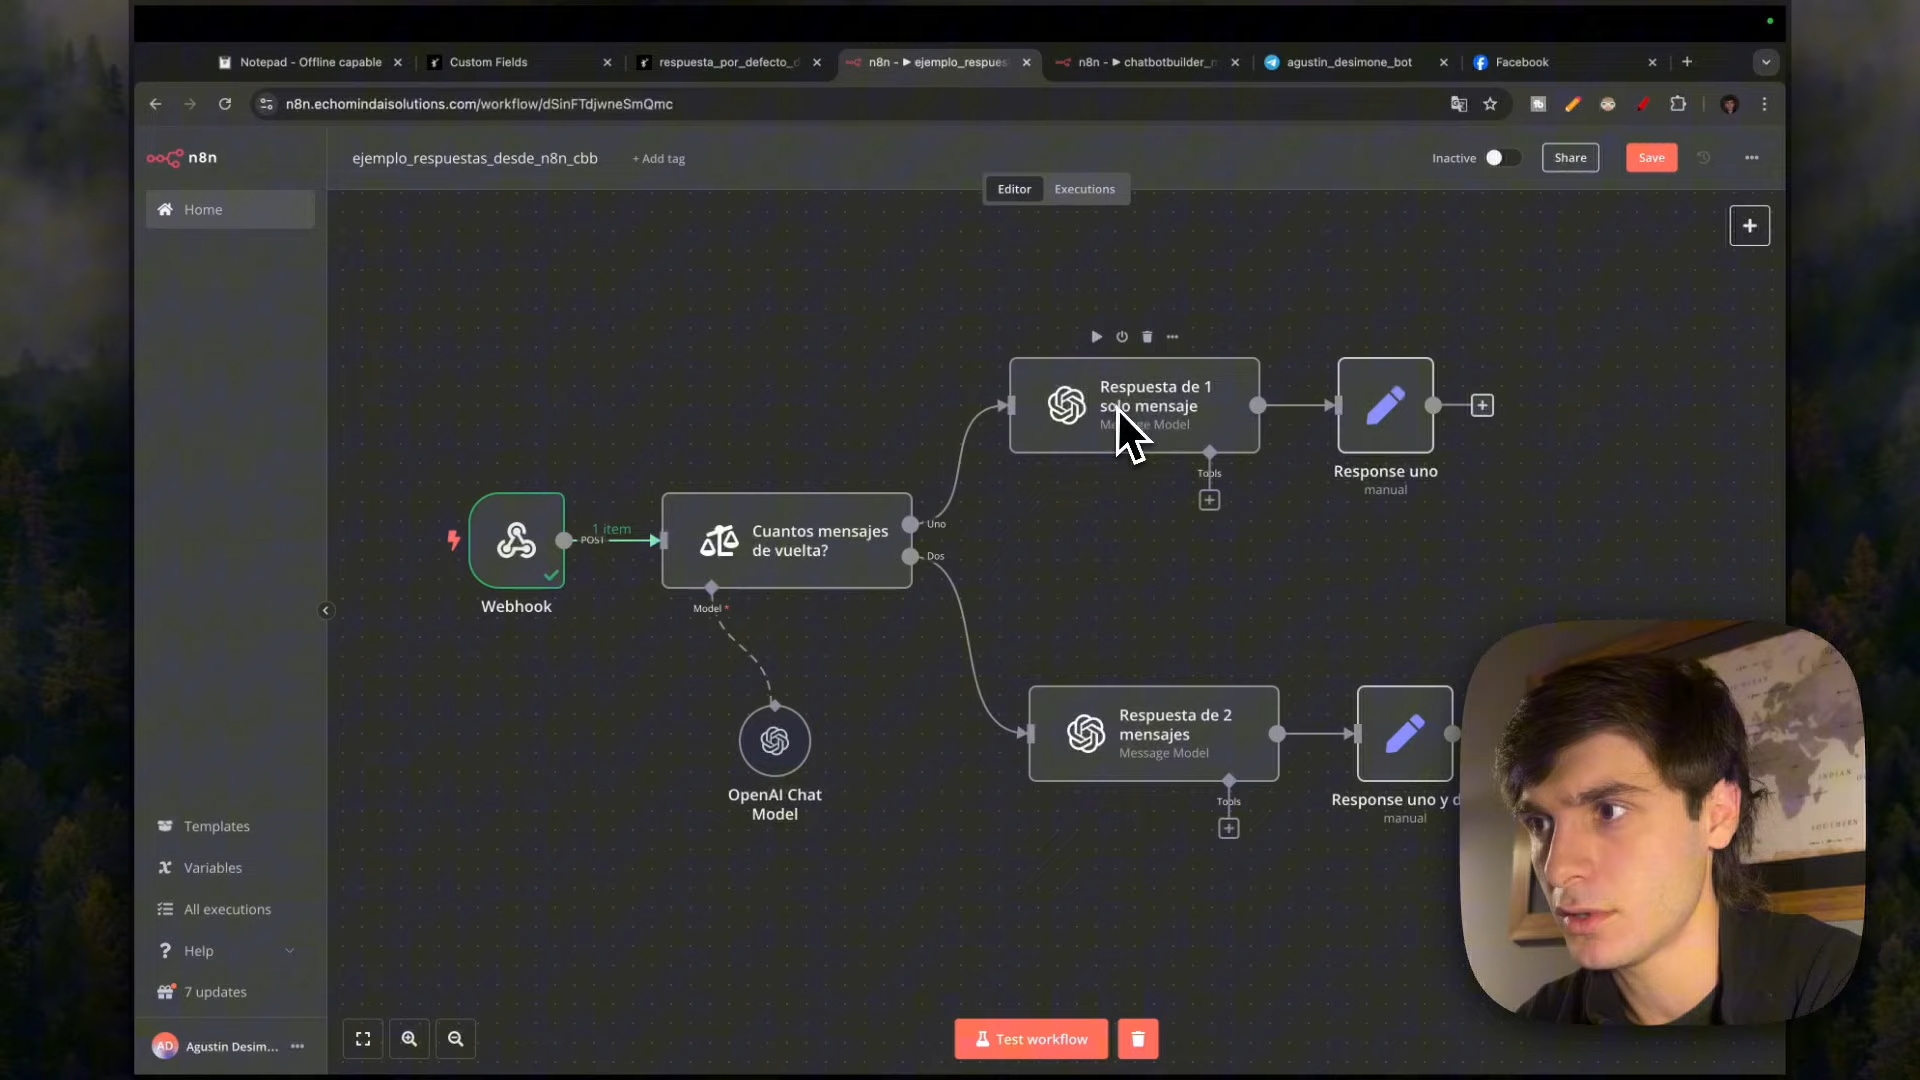 Notepad - Offline capable
Custom Fields
respuesta_por_defecto_
n8n - ▶ ejemplo_respues
n8n - ▶ chatbotbuilder_
agustin_desimone_bot
Facebook
n8n.echomindaisolutions.com/workflow/dSinFTdjwneSmQmc
n8n
ejemplo_respuestas_desde_n8n_cbb
+ Add tag
Inactive
Share
Save
Editor
Executions
Home
Respuesta de 1
solo mensaje
Message Model
Tools
Response uno
manual
1 item
POST
Webhook
Cuantos mensajes
de vuelta?
Uno
Dos
Model *
OpenAI Chat
Model
Respuesta de 2
mensajes
Message Model
Tools
Response uno y d
manual
Templates
Variables
All executions
Help
7 updates
AD
Agustin Desim...
Test workflow
INDIAN